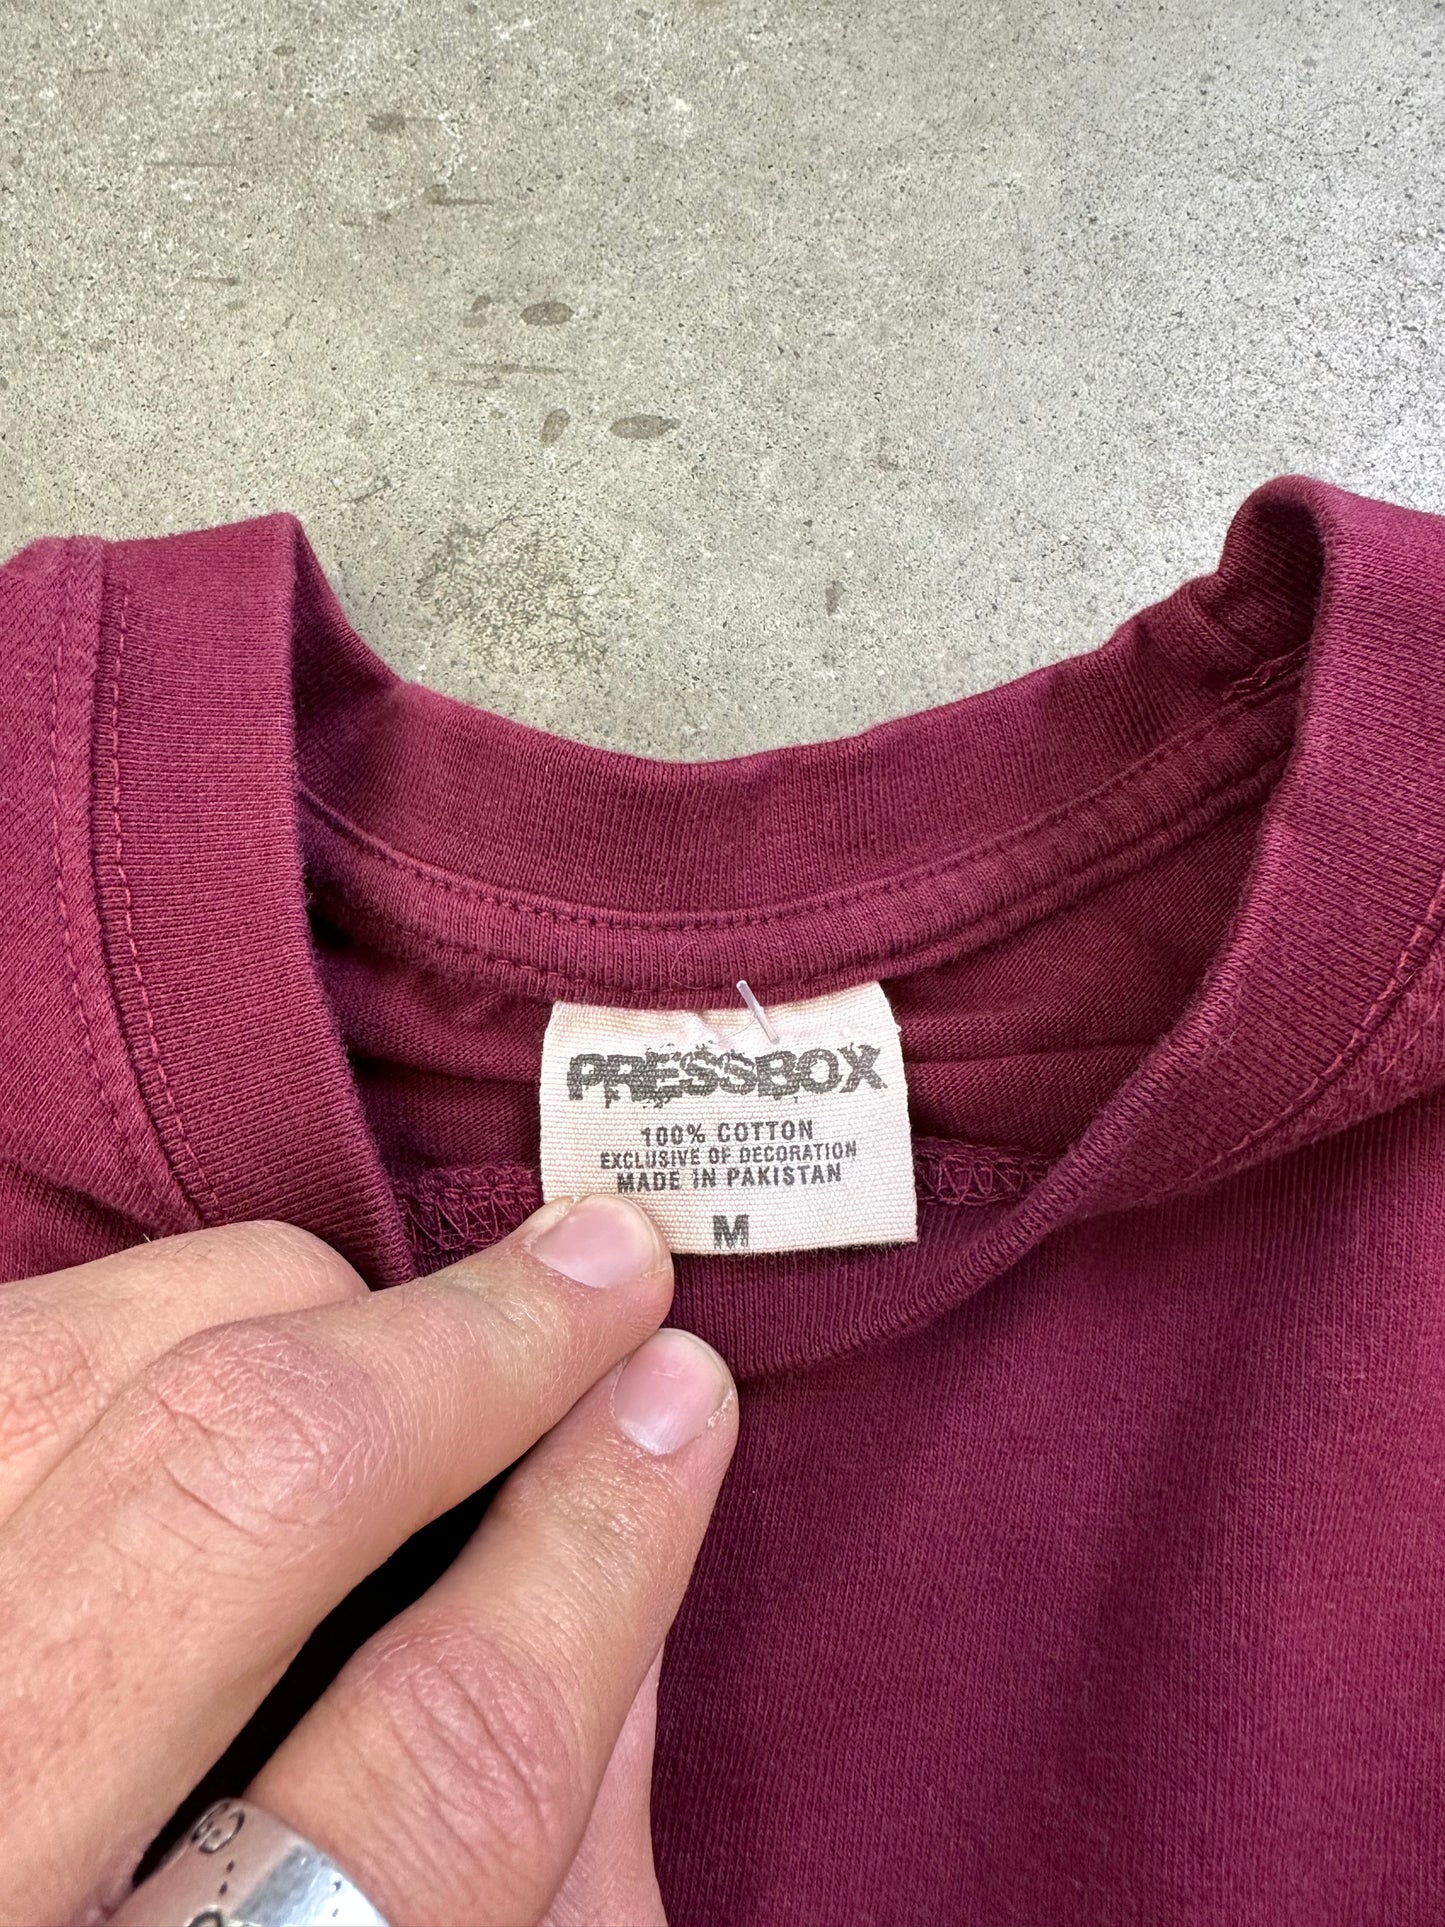 PRESSBOX
100% COTTON
EXCLUSIVE OF DECORATION
MADE IN PAKISTAN
M